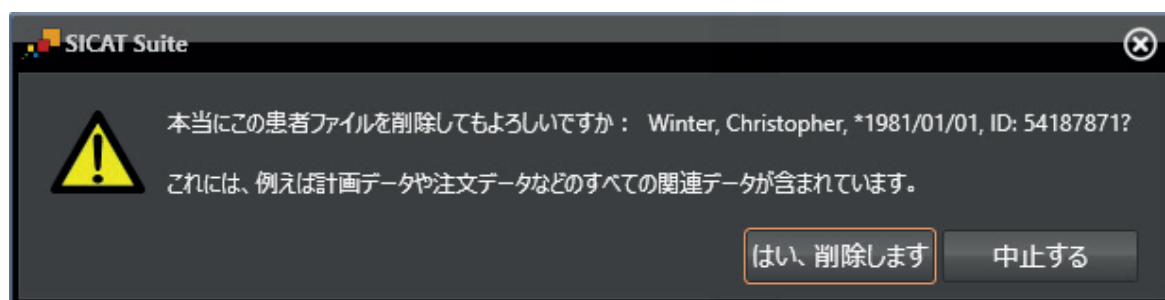 SICAT Suite
本当にこの患者ファイルを削除してもよろしいですか： Winter, Christopher, *1981/01/01, ID: 54187871?
これには、例えば計画データや注文データなどのすべての関連データが含まれています。
はい、削除します 中止する